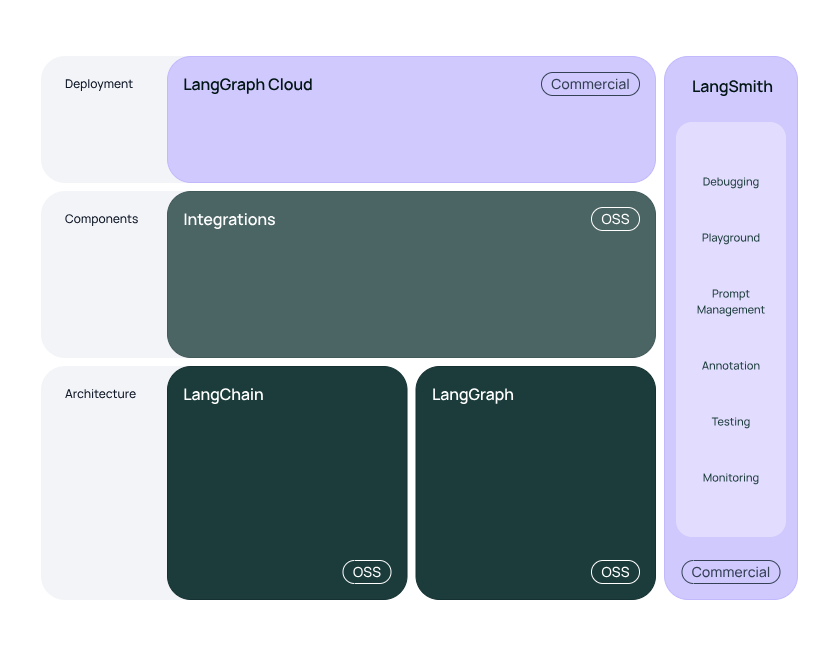 Deployment
LangGraph Cloud
Commercial
Components
Integrations
OSS
Architecture
LangChain
OSS
LangGraph
OSS
LangSmith
Debugging
Playground
Prompt
Management
Annotation
Testing
Monitoring
Commercial